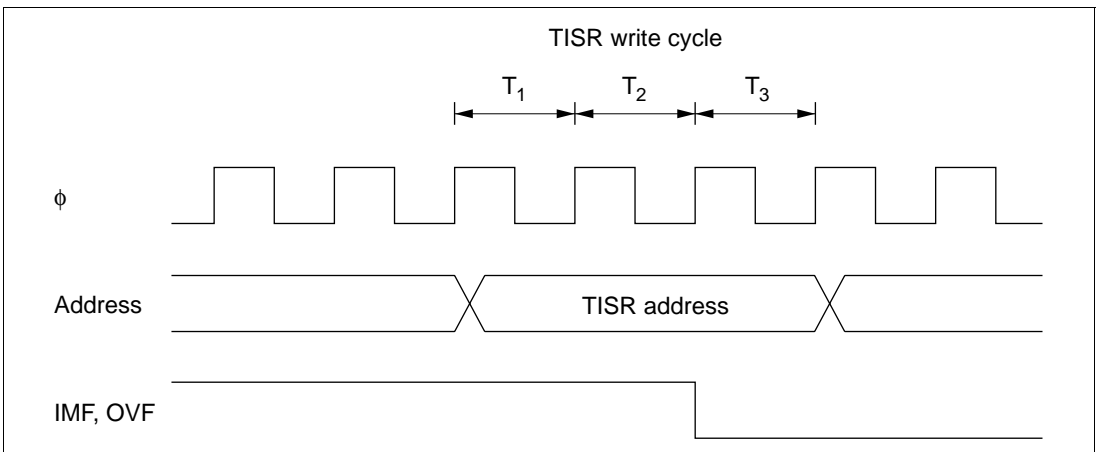 TISR write cycle
T1 T2 T3
φ
Address TISR address
IMF, OVF